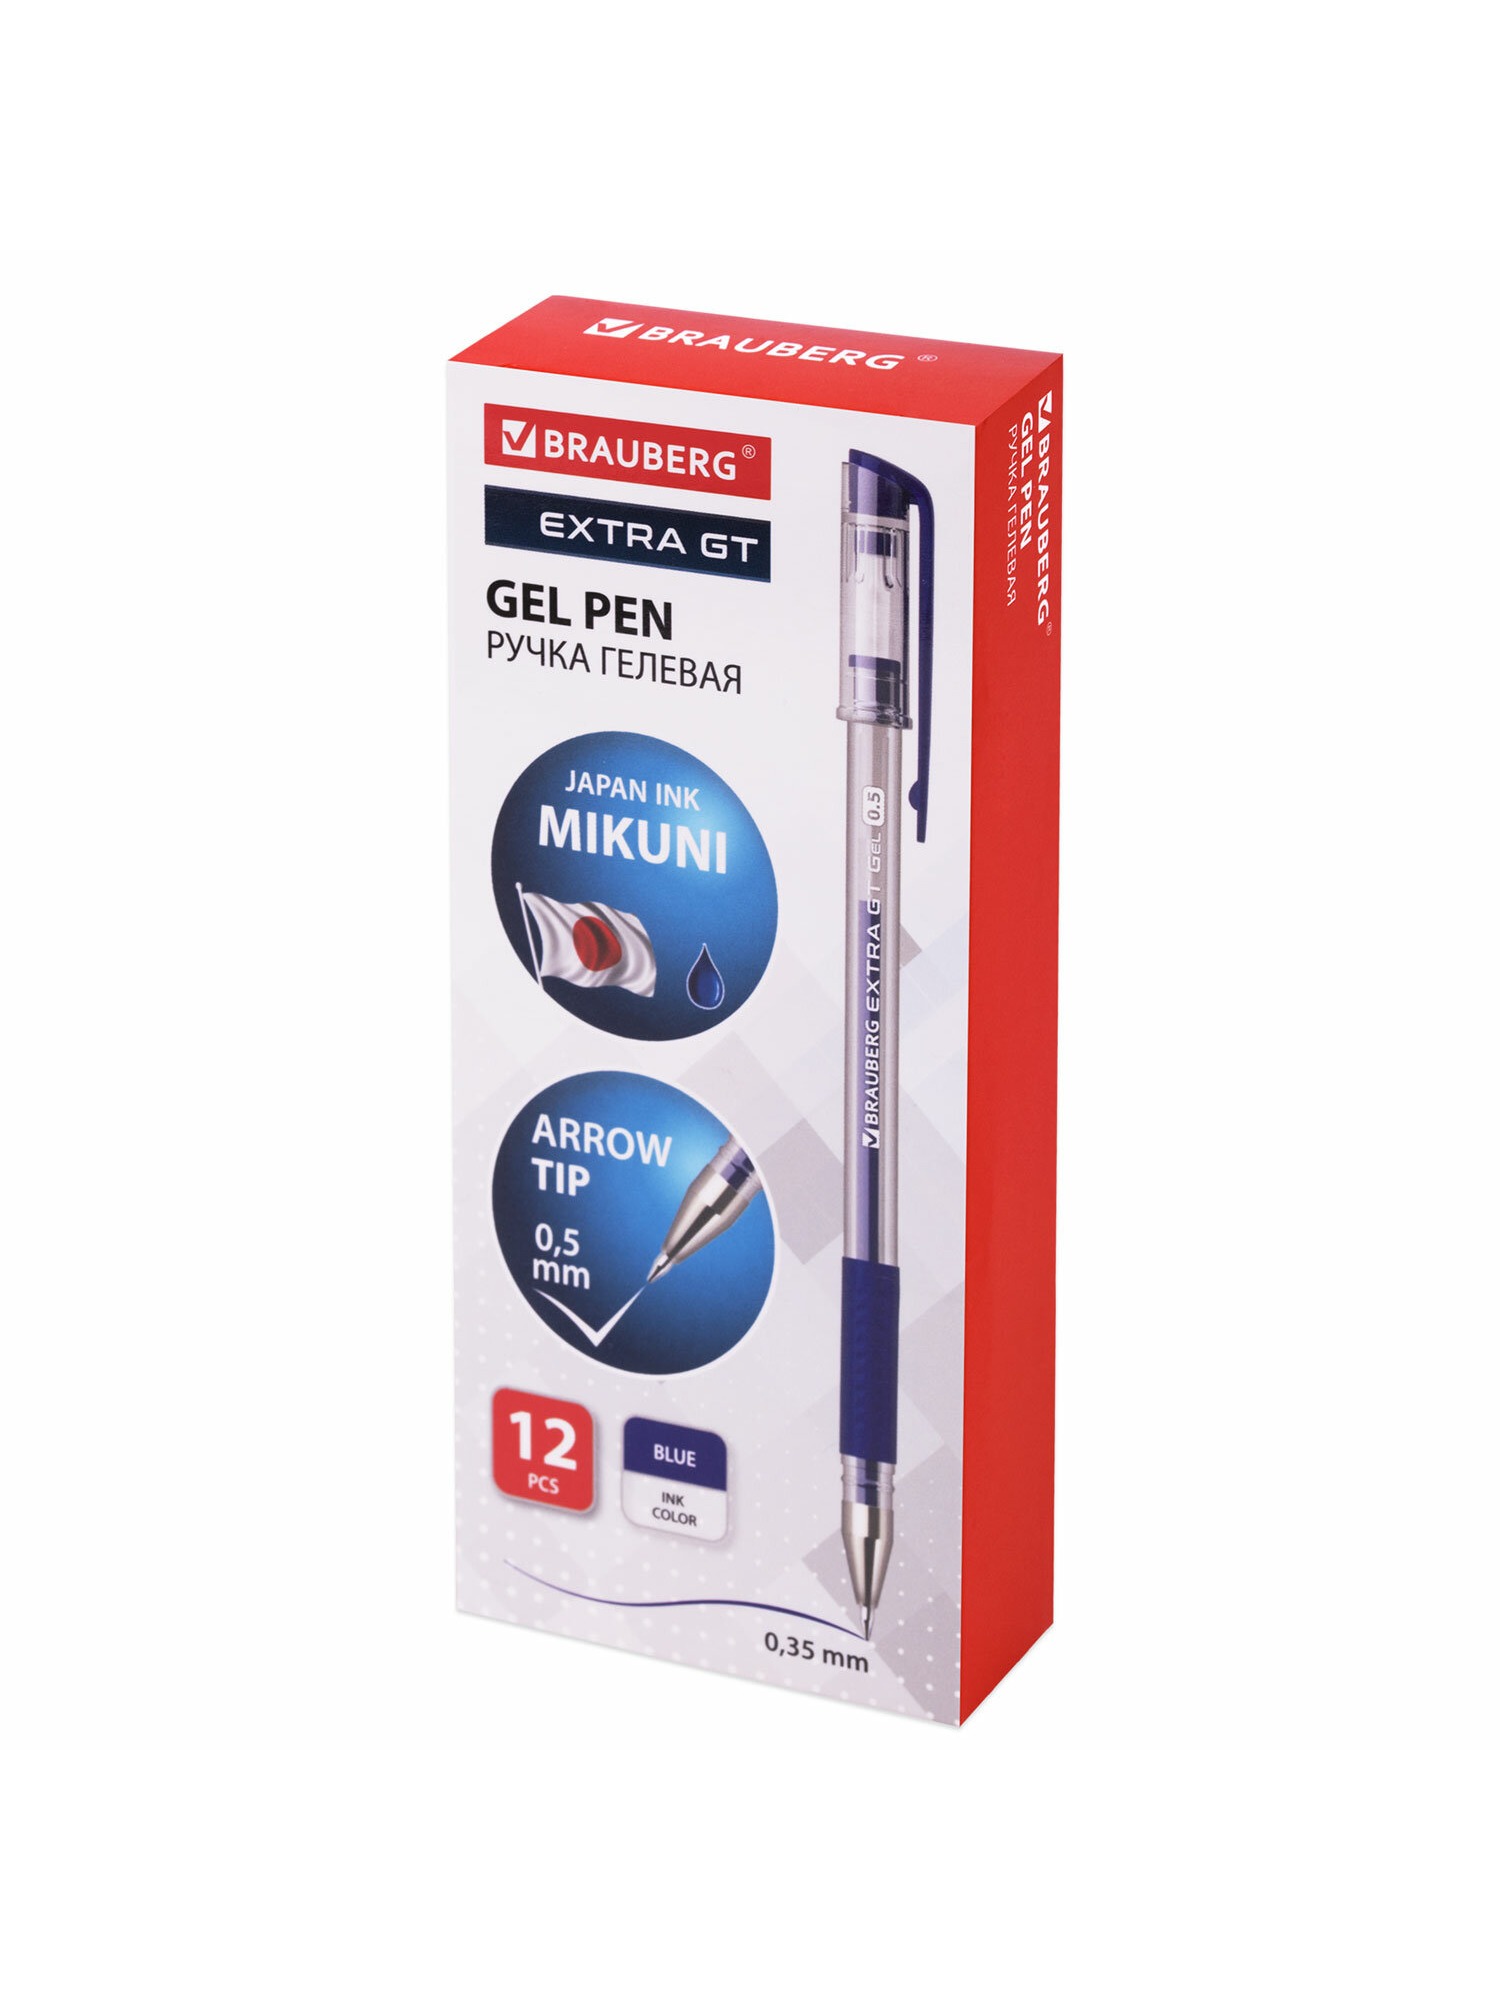 BRAUBERG ®
BRAUBERG®
EXTRA GT
GEL PEN
РУЧКА ГЕЛЕВАЯ
JAPAN INK
MIKUNI
ARROW
TIP
0,5
mm
12
PCS
BLUE
INK
COLOR
0,35 mm
BRAUBERG EXTRA GT GEL 0.5
BRAUBERG®
GEL PEN
РУЧКА ГЕЛЕВАЯ